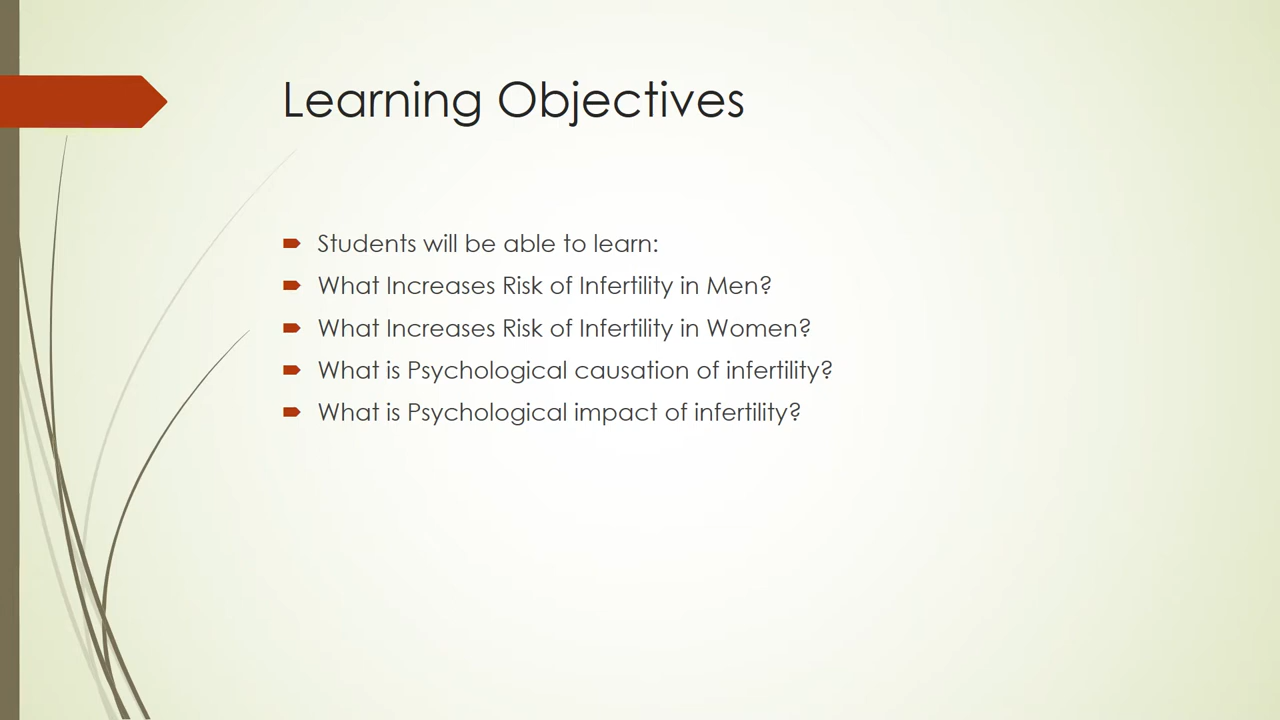 Learning Objectives
Students will be able to learn:
What Increases Risk of Infertility in Men?
What Increases Risk of Infertility in Women?
What is Psychological causation of infertility?
What is Psychological impact of infertility?